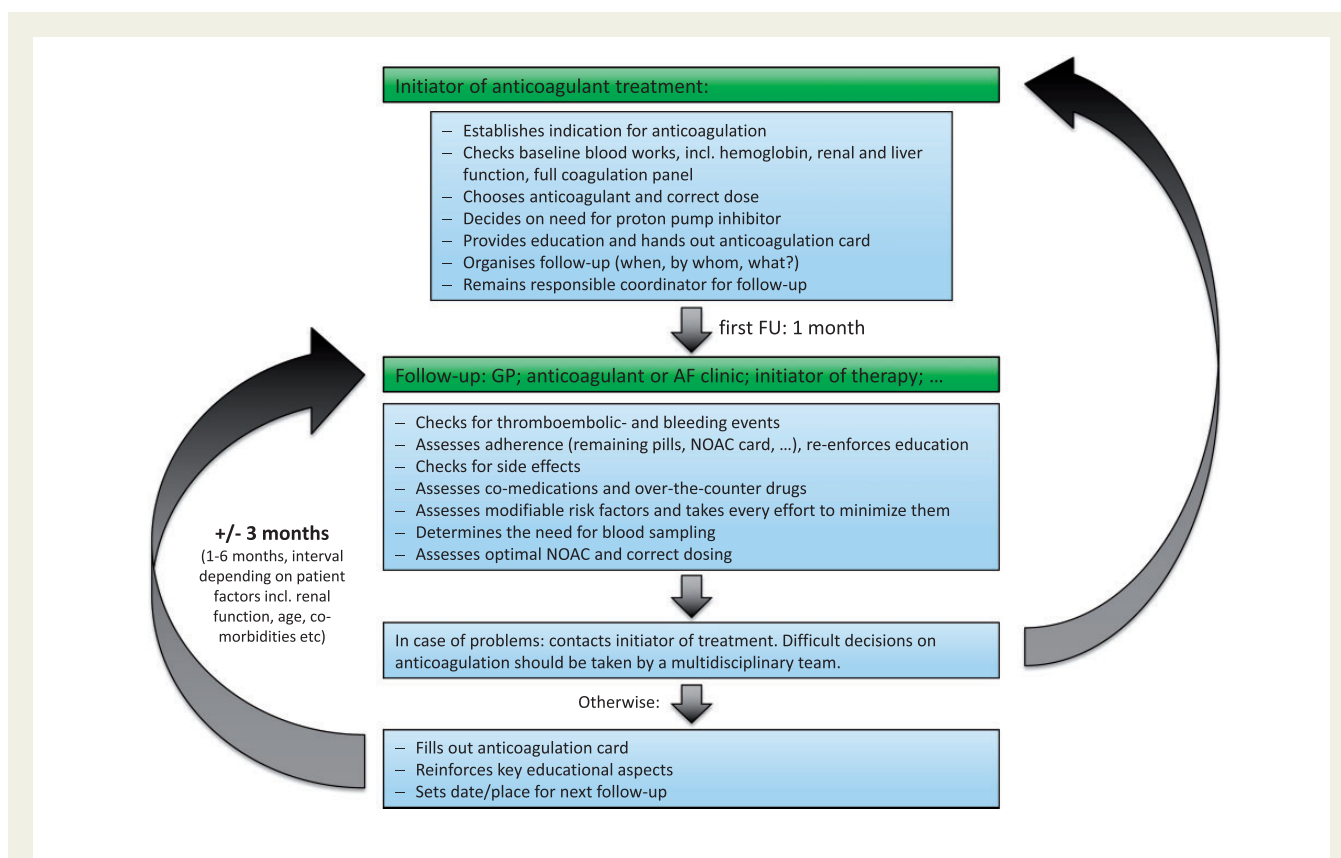 Initiator of anticoagulant treatment:
– Establishes indication for anticoagulation
– Checks baseline blood works, incl. hemoglobin, renal and liver
function, full coagulation panel
– Chooses anticoagulant and correct dose
– Decides on need for proton pump inhibitor
– Provides education and hands out anticoagulation card
– Organises follow-up (when, by whom, what?)
– Remains responsible coordinator for follow-up
first FU: 1 month
Follow-up: GP; anticoagulant or AF clinic; initiator of therapy; ...
– Checks for thromboembolic- and bleeding events
– Assesses adherence (remaining pills, NOAC card, ...), re-enforces education
– Checks for side effects
– Assesses co-medications and over-the-counter drugs
– Assesses modifiable risk factors and takes every effort to minimize them
– Determines the need for blood sampling
– Assesses optimal NOAC and correct dosing
+/- 3 months
(1-6 months, interval
depending on patient
factors incl. renal
function, age, co-
morbidities etc)
In case of problems: contacts initiator of treatment. Difficult decisions on
anticoagulation should be taken by a multidisciplinary team.
Otherwise:
– Fills out anticoagulation card
– Reinforces key educational aspects
– Sets date/place for next follow-up